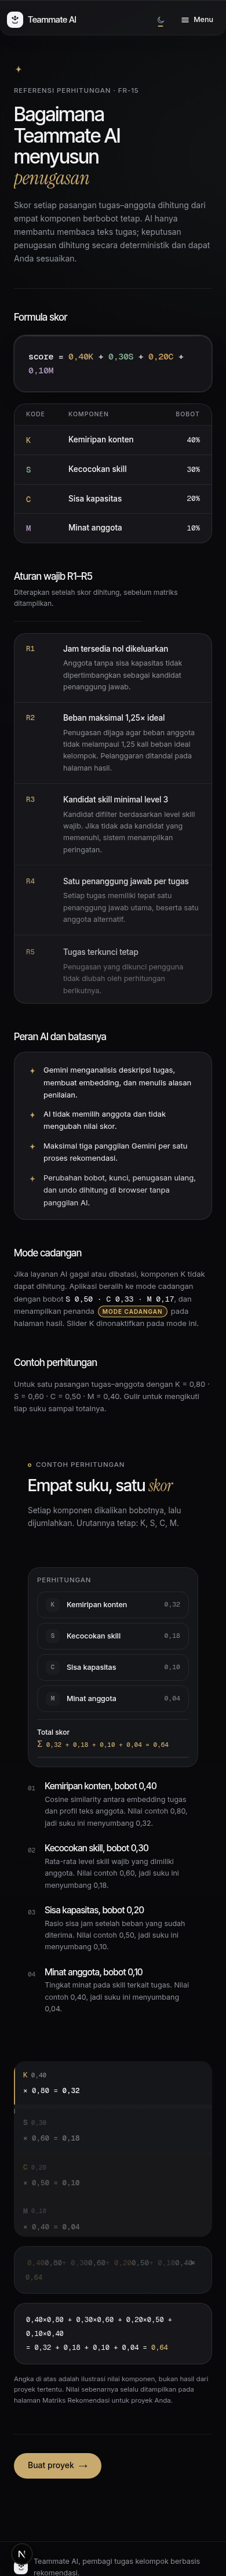 Teammate AI
Menu
REFERENSI PERHITUNGAN · FR-15
Bagaimana
Teammate AI
menyusun
penugasan
Skor setiap pasangan tugas–anggota dihitung dari
empat komponen berbobot tetap. AI hanya
membantu membaca teks tugas; keputusan
penugasan dihitung secara deterministik dan dapat
Anda sesuaikan.
Formula skor
score = 0,40K + 0,30S + 0,20C +
0,10M
KODE KOMPONEN BOBOT
K Kemiripan konten 40%
S Kecocokan skill 30%
C Sisa kapasitas 20%
M Minat anggota 10%
Aturan wajib R1–R5
Diterapkan setelah skor dihitung, sebelum matriks
ditampilkan.
R1 Jam tersedia nol dikeluarkan
Anggota tanpa sisa kapasitas tidak
dipertimbangkan sebagai kandidat
penanggung jawab.
R2 Beban maksimal 1,25× ideal
Penugasan dijaga agar beban anggota
tidak melampaui 1,25 kali beban ideal
kelompok. Pelanggaran ditandai pada
halaman hasil.
R3 Kandidat skill minimal level 3
Kandidat difilter berdasarkan level skill
wajib. Jika tidak ada kandidat yang
memenuhi, sistem menampilkan
peringatan.
R4 Satu penanggung jawab per tugas
Setiap tugas memiliki tepat satu
penanggung jawab utama, beserta satu
anggota alternatif.
R5 Tugas terkunci tetap
Penugasan yang dikunci pengguna
tidak diubah oleh perhitungan
berikutnya.
Peran AI dan batasnya
Gemini menganalisis deskripsi tugas,
membuat embedding, dan menulis alasan
penilaian.
AI tidak memilih anggota dan tidak
mengubah nilai skor.
Maksimal tiga panggilan Gemini per satu
proses rekomendasi.
Perubahan bobot, kunci, penugasan ulang,
dan undo dihitung di browser tanpa
panggilan AI.
Mode cadangan
Jika layanan AI gagal atau dibatasi, komponen K tidak
dapat dihitung. Aplikasi beralih ke mode cadangan
dengan bobot S 0,50 · C 0,33 · M 0,17, dan
menampilkan penanda MODE CADANGAN pada
halaman hasil. Slider K dinonaktifkan pada mode ini.
Contoh perhitungan
Untuk satu pasangan tugas–anggota dengan K = 0,80 ·
S = 0,60 · C = 0,50 · M = 0,40. Gulir untuk mengikuti
tiap suku sampai totalnya.
CONTOH PERHITUNGAN
Empat suku, satu skor
Setiap komponen dikalikan bobotnya, lalu
dijumlahkan. Urutannya tetap: K, S, C, M.
PERHITUNGAN
K Kemiripan konten 0,32
S Kecocokan skill 0,18
C Sisa kapasitas 0,10
M Minat anggota 0,04
Total skor
Σ 0,32 + 0,18 + 0,10 + 0,04 = 0,64
01 Kemiripan konten, bobot 0,40
Cosine similarity antara embedding tugas
dan profil teks anggota. Nilai contoh 0,80,
jadi suku ini menyumbang 0,32.
02 Kecocokan skill, bobot 0,30
Rata-rata level skill wajib yang dimiliki
anggota. Nilai contoh 0,60, jadi suku ini
menyumbang 0,18.
03 Sisa kapasitas, bobot 0,20
Rasio sisa jam setelah beban yang sudah
diterima. Nilai contoh 0,50, jadi suku ini
menyumbang 0,10.
04 Minat anggota, bobot 0,10
Tingkat minat pada skill terkait tugas. Nilai
contoh 0,40, jadi suku ini menyumbang
0,04.
K 0,40
× 0,80 = 0,32
S 0,30
× 0,60 = 0,18
C 0,20
× 0,50 = 0,10
M 0,10
× 0,40 = 0,04
0,64
0,40×0,80 + 0,30×0,60 + 0,20×0,50 +
0,10×0,40
= 0,32 + 0,18 + 0,10 + 0,04 = 0,64
Angka di atas adalah ilustrasi nilai komponen, bukan hasil dari
proyek tertentu. Nilai sebenarnya selalu ditampilkan pada
halaman Matriks Rekomendasi untuk proyek Anda.
Buat proyek →
N
Teammate AI, pembagi tugas kelompok berbasis
rekomendasi.